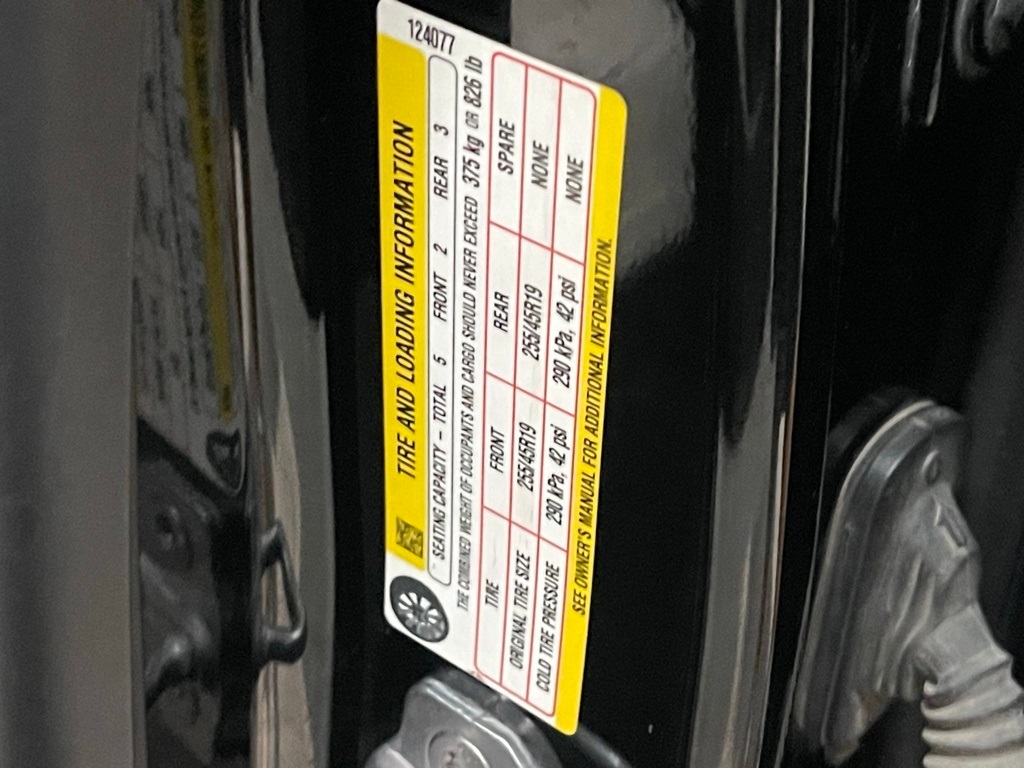 124077
TIRE AND LOADING INFORMATION
SEATING CAPACITY – TOTAL 5 FRONT 2 REAR 3
THE COMBINED WEIGHT OF OCCUPANTS AND CARGO SHOULD NEVER EXCEED 375 kg OR 826 lb
TIRE FRONT REAR SPARE
ORIGINAL TIRE SIZE 255/45R19 255/45R19 NONE
COLD TIRE PRESSURE 290 kPa, 42 psi 290 kPa, 42 psi NONE
SEE OWNER'S MANUAL FOR ADDITIONAL INFORMATION.